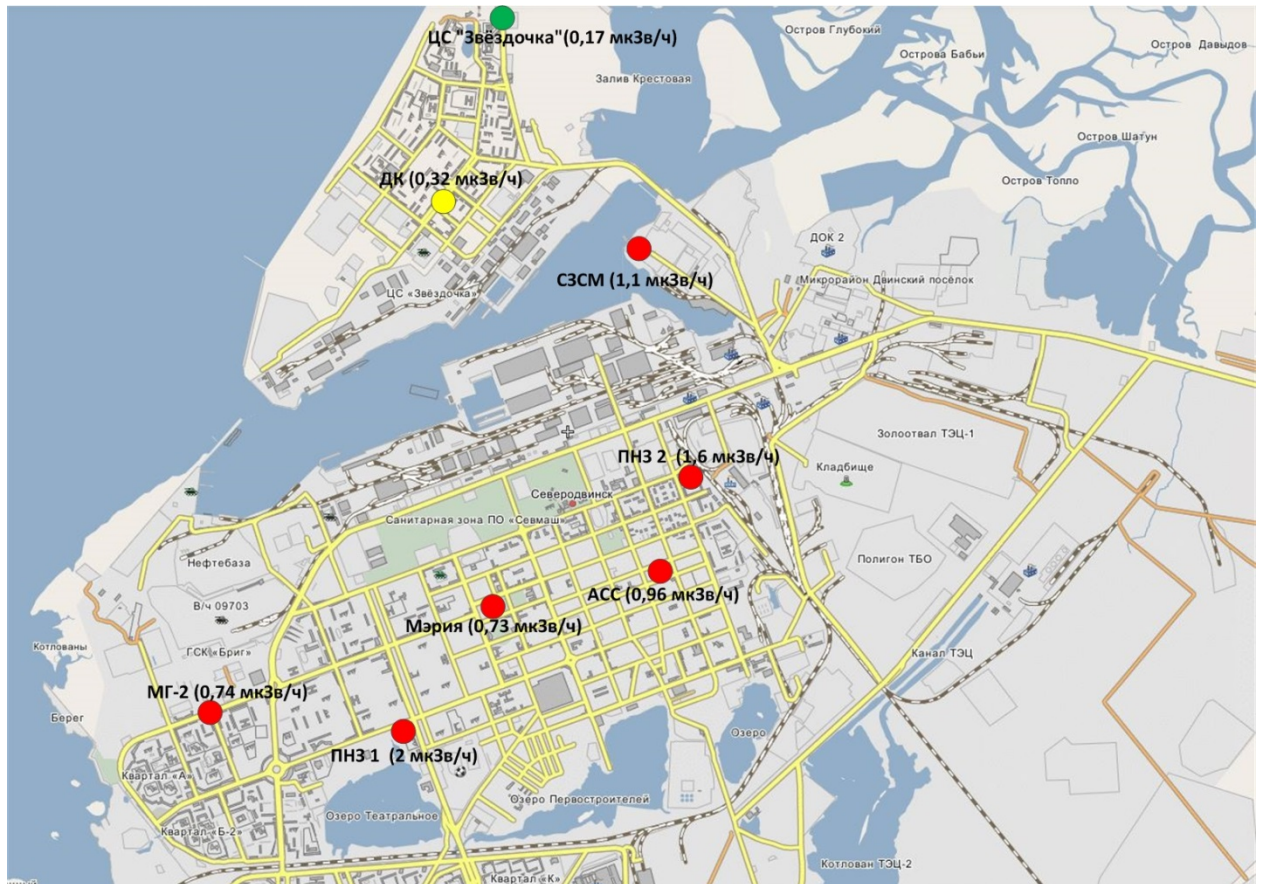 ЦС "Звёздочка"(0,17 мкЗв/ч)
Остров Глубокий
Острова Бабьи
Остров Давыдов
Залив Крестовая
Остров Шатун
ДК (0,32 мкЗв/ч)
Остров Топло
ДОК 2
СЗСМ (1,1 мкЗв/ч)
Микрорайон Двинский посёлок
ЦС «Звёздочка»
Золоотвал ТЭЦ-1
ПНЗ 2 (1,6 мкЗв/ч)
Кладбище
Северодвинск
Санитарная зона ПО «Севмаш»
Нефтебаза
Полигон ТБО
АСС (0,96 мкЗв/ч)
В/ч 09703
Мэрия (0,73 мкЗв/ч)
Котлованы
ГСК «Бриг»
Канал ТЭЦ
МГ-2 (0,74 мкЗв/ч)
Берег
Озеро
ПНЗ 1 (2 мкЗв/ч)
Квартал «А»
Озеро Первостроителей
Озеро Театральное
Квартал «Б-2»
Котлован ТЭЦ-2
Квартал «К»